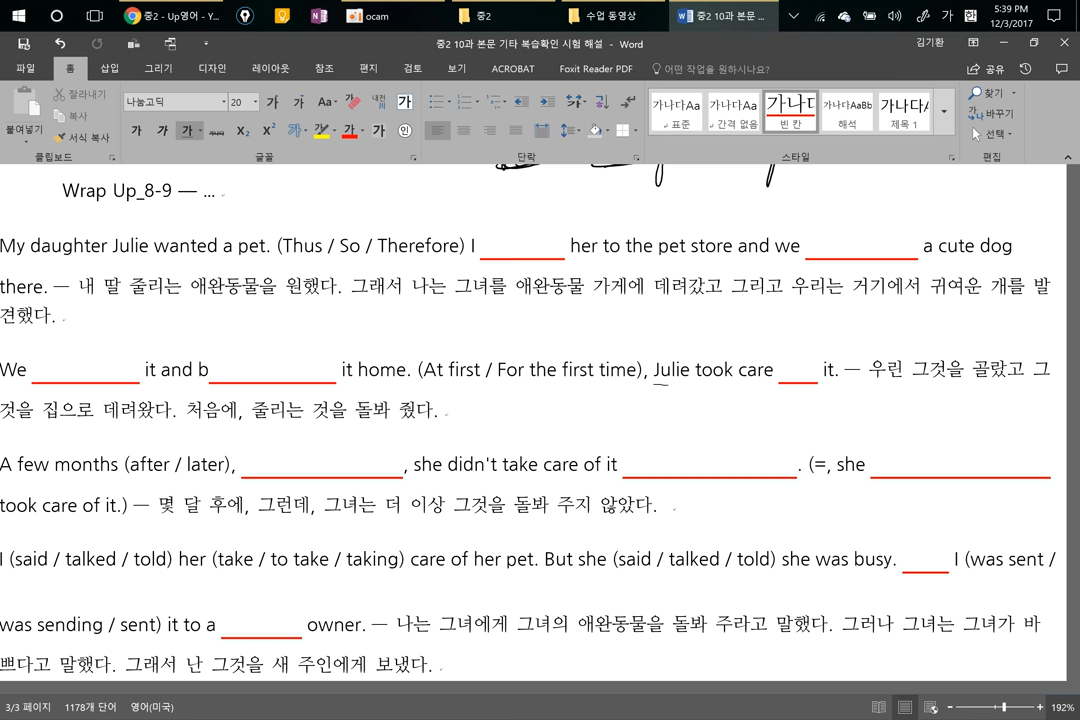 중2 - Up영어 - Y...
ocam
중2
수업 동영상
중2 10과 본문 ...
가
한
5:39 PM
12/3/2017
중2 10과 본문 기타 복습확인 시험 해설 - Word
김기환
파일
홈
삽입
그리기
디자인
레이아웃
참조
편지
검토
보기
ACROBAT
Foxit Reader PDF
어떤 작업을 원하시나요?
공유
붙여넣기
잘라내기
복사
서식 복사
클립보드
나눔고딕
20
글꼴
단락
가나다Aa
표준
가나다Aa
간격 없음
가나다
빈 칸
가나다AaBb
해석
가나다A
제목 1
스타일
찾기
바꾸기
선택
편집
Wrap Up_8-9 ― ...
My daughter Julie wanted a pet. (Thus / So / Therefore) I ________ her to the pet store and we ________ a cute dog
there. ― 내 딸 줄리는 애완동물을 원했다. 그래서 나는 그녀를 애완동물 가게에 데려갔고 그리고 우리는 거기에서 귀여운 개를 발
견했다.
We ________ it and b________ it home. (At first / For the first time), Julie took care ____ it. ― 우린 그것을 골랐고 그
것을 집으로 데려왔다. 처음에, 줄리는 것을 돌봐 줬다.
A few months (after / later), ________, she didn't take care of it ________. (=, she ________
took care of it.) ― 몇 달 후에, 그런데, 그녀는 더 이상 그것을 돌봐 주지 않았다.
I (said / talked / told) her (take / to take / taking) care of her pet. But she (said / talked / told) she was busy. ____ I (was sent /
was sending / sent) it to a ________ owner. ― 나는 그녀에게 그녀의 애완동물을 돌봐 주라고 말했다. 그러나 그녀는 그녀가 바
쁘다고 말했다. 그래서 난 그것을 새 주인에게 보냈다.
3/3 페이지
1178개 단어
영어(미국)
192%